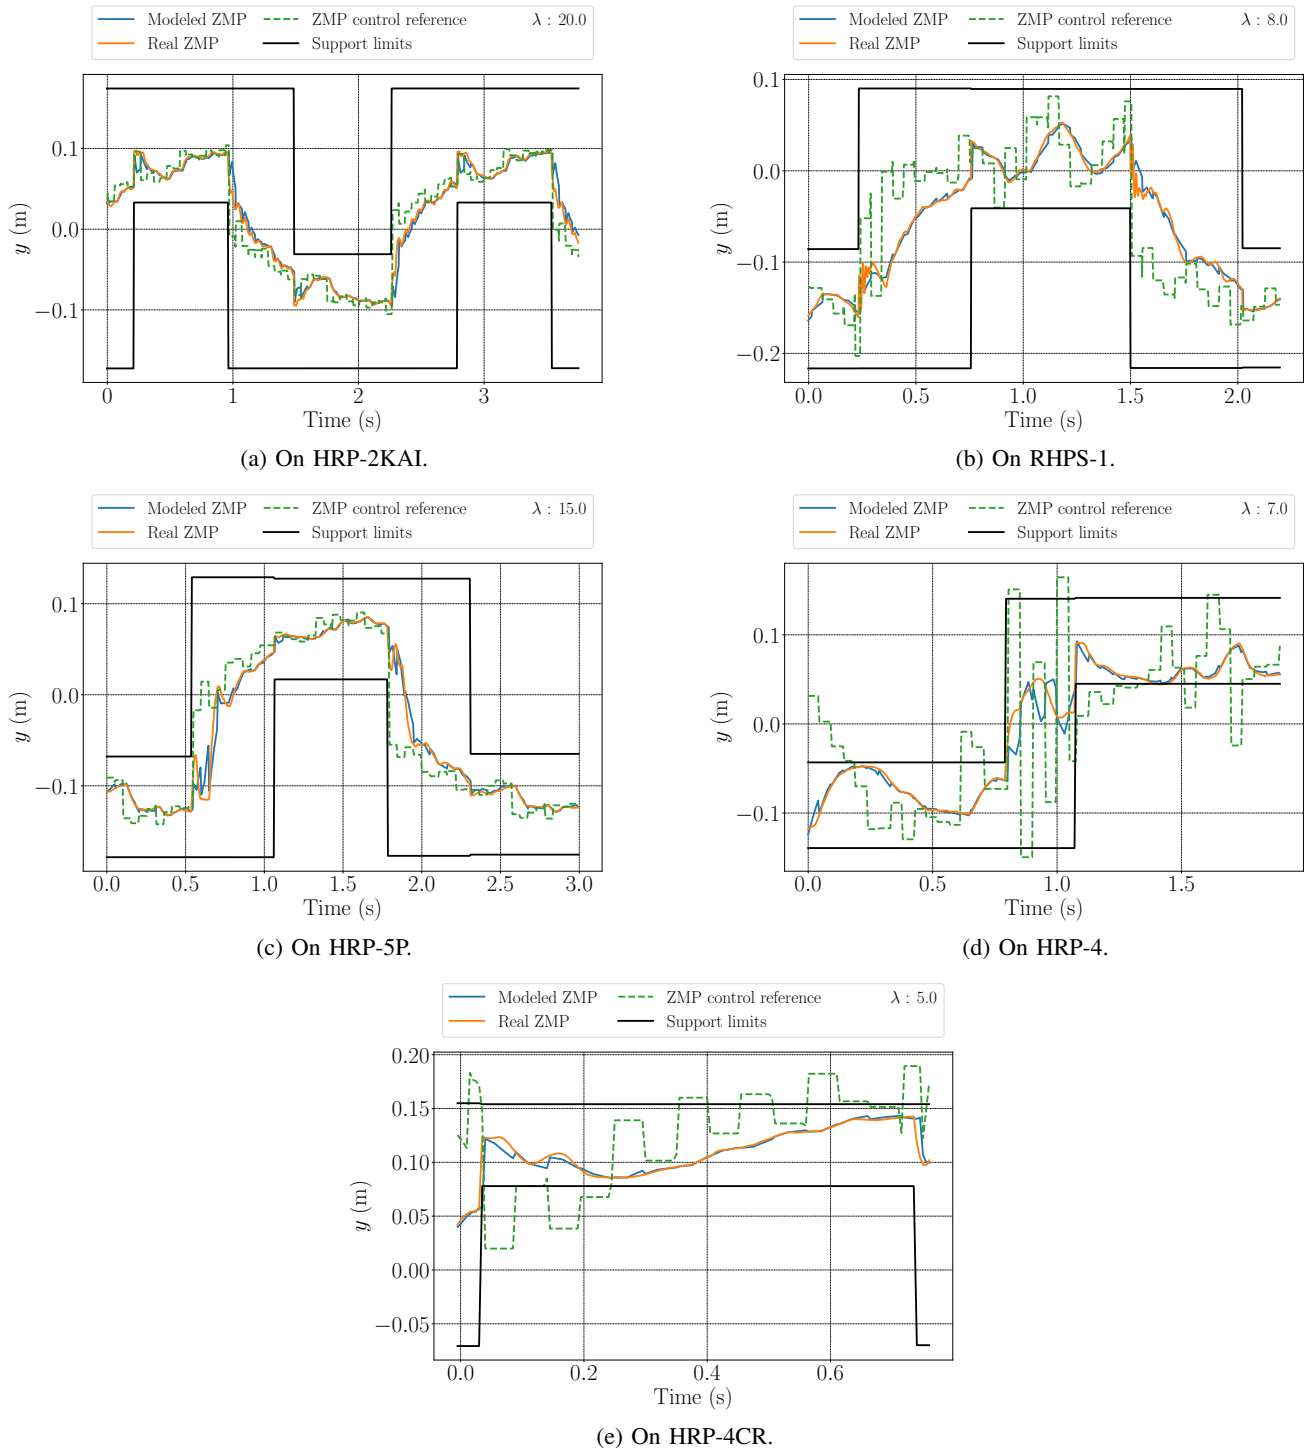 Modeled ZMP ZMP control reference λ : 20.0
Real ZMP Support limits
0.1
0.0
−0.1
y (m)
0 1 2 3
Time (s)
(a) On HRP-2KAI.
Modeled ZMP ZMP control reference λ : 8.0
Real ZMP Support limits
0.1
0.0
−0.1
−0.2
y (m)
0.0 0.5 1.0 1.5 2.0
Time (s)
(b) On RHPS-1.
Modeled ZMP ZMP control reference λ : 15.0
Real ZMP Support limits
0.1
0.0
−0.1
y (m)
0.0 0.5 1.0 1.5 2.0 2.5 3.0
Time (s)
(c) On HRP-5P.
Modeled ZMP ZMP control reference λ : 7.0
Real ZMP Support limits
0.1
0.0
−0.1
y (m)
0.0 0.5 1.0 1.5
Time (s)
(d) On HRP-4.
Modeled ZMP ZMP control reference λ : 5.0
Real ZMP Support limits
0.20
0.15
0.10
0.05
0.00
−0.05
y (m)
0.0 0.2 0.4 0.6
Time (s)
(e) On HRP-4CR.